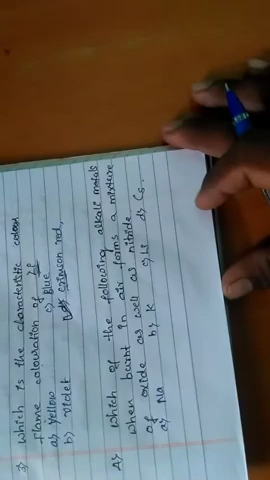 3) which is the characteristic colour
flame colouration of Li
a) Yellow c) Blue
b) violet d) crimson red,
4) which of the following alkali metals
when burnt in air forms a mixture
of oxide as well as nitride
a) Na b) K c) Li d) Cs.